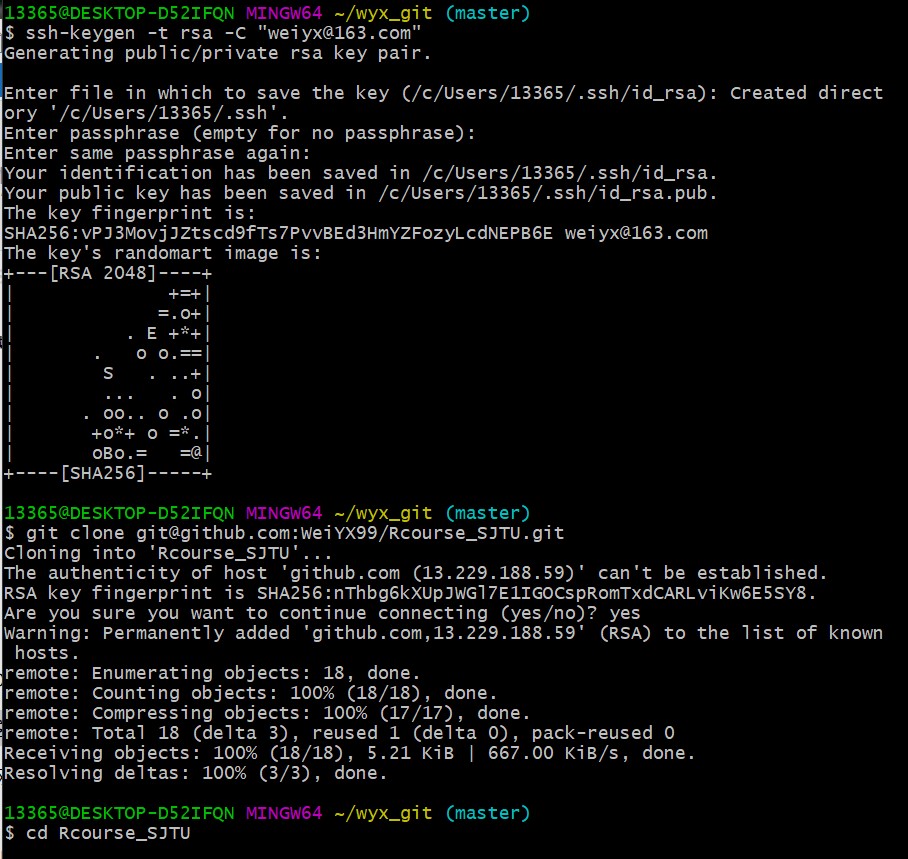 13365@DESKTOP-D52IFQN MINGW64 ~/wyx_git (master)
$ ssh-keygen -t rsa -C "weiyx@163.com"
Generating public/private rsa key pair.

Enter file in which to save the key (/c/Users/13365/.ssh/id_rsa): Created direct
ory '/c/Users/13365/.ssh'.
Enter passphrase (empty for no passphrase):
Enter same passphrase again:
Your identification has been saved in /c/Users/13365/.ssh/id_rsa.
Your public key has been saved in /c/Users/13365/.ssh/id_rsa.pub.
The key fingerprint is:
SHA256:vPJ3MovjJZtscd9fTs7PvvBEd3HmYZFozyLcdNEPB6E weiyx@163.com
The key's randomart image is:
+---[RSA 2048]----+
|              +=+|
|             =.o+|
|          . E +*+|
|       .   o o.==|
|        S   . ..+|
|        ...    . o|
|      . oo.. o .o|
|       +o*+ o =*.|
|       oBo.=   =@|
+----[SHA256]-----+

13365@DESKTOP-D52IFQN MINGW64 ~/wyx_git (master)
$ git clone git@github.com:WeiYX99/Rcourse_SJTU.git
Cloning into 'Rcourse_SJTU'...
The authenticity of host 'github.com (13.229.188.59)' can't be established.
RSA key fingerprint is SHA256:nThbg6kXUpJWGl7E1IGOCspRomTxdCARLviKw6E5SY8.
Are you sure you want to continue connecting (yes/no)? yes
Warning: Permanently added 'github.com,13.229.188.59' (RSA) to the list of known
 hosts.
remote: Enumerating objects: 18, done.
remote: Counting objects: 100% (18/18), done.
remote: Compressing objects: 100% (17/17), done.
remote: Total 18 (delta 3), reused 1 (delta 0), pack-reused 0
Receiving objects: 100% (18/18), 5.21 KiB | 667.00 KiB/s, done.
Resolving deltas: 100% (3/3), done.

13365@DESKTOP-D52IFQN MINGW64 ~/wyx_git (master)
$ cd Rcourse_SJTU